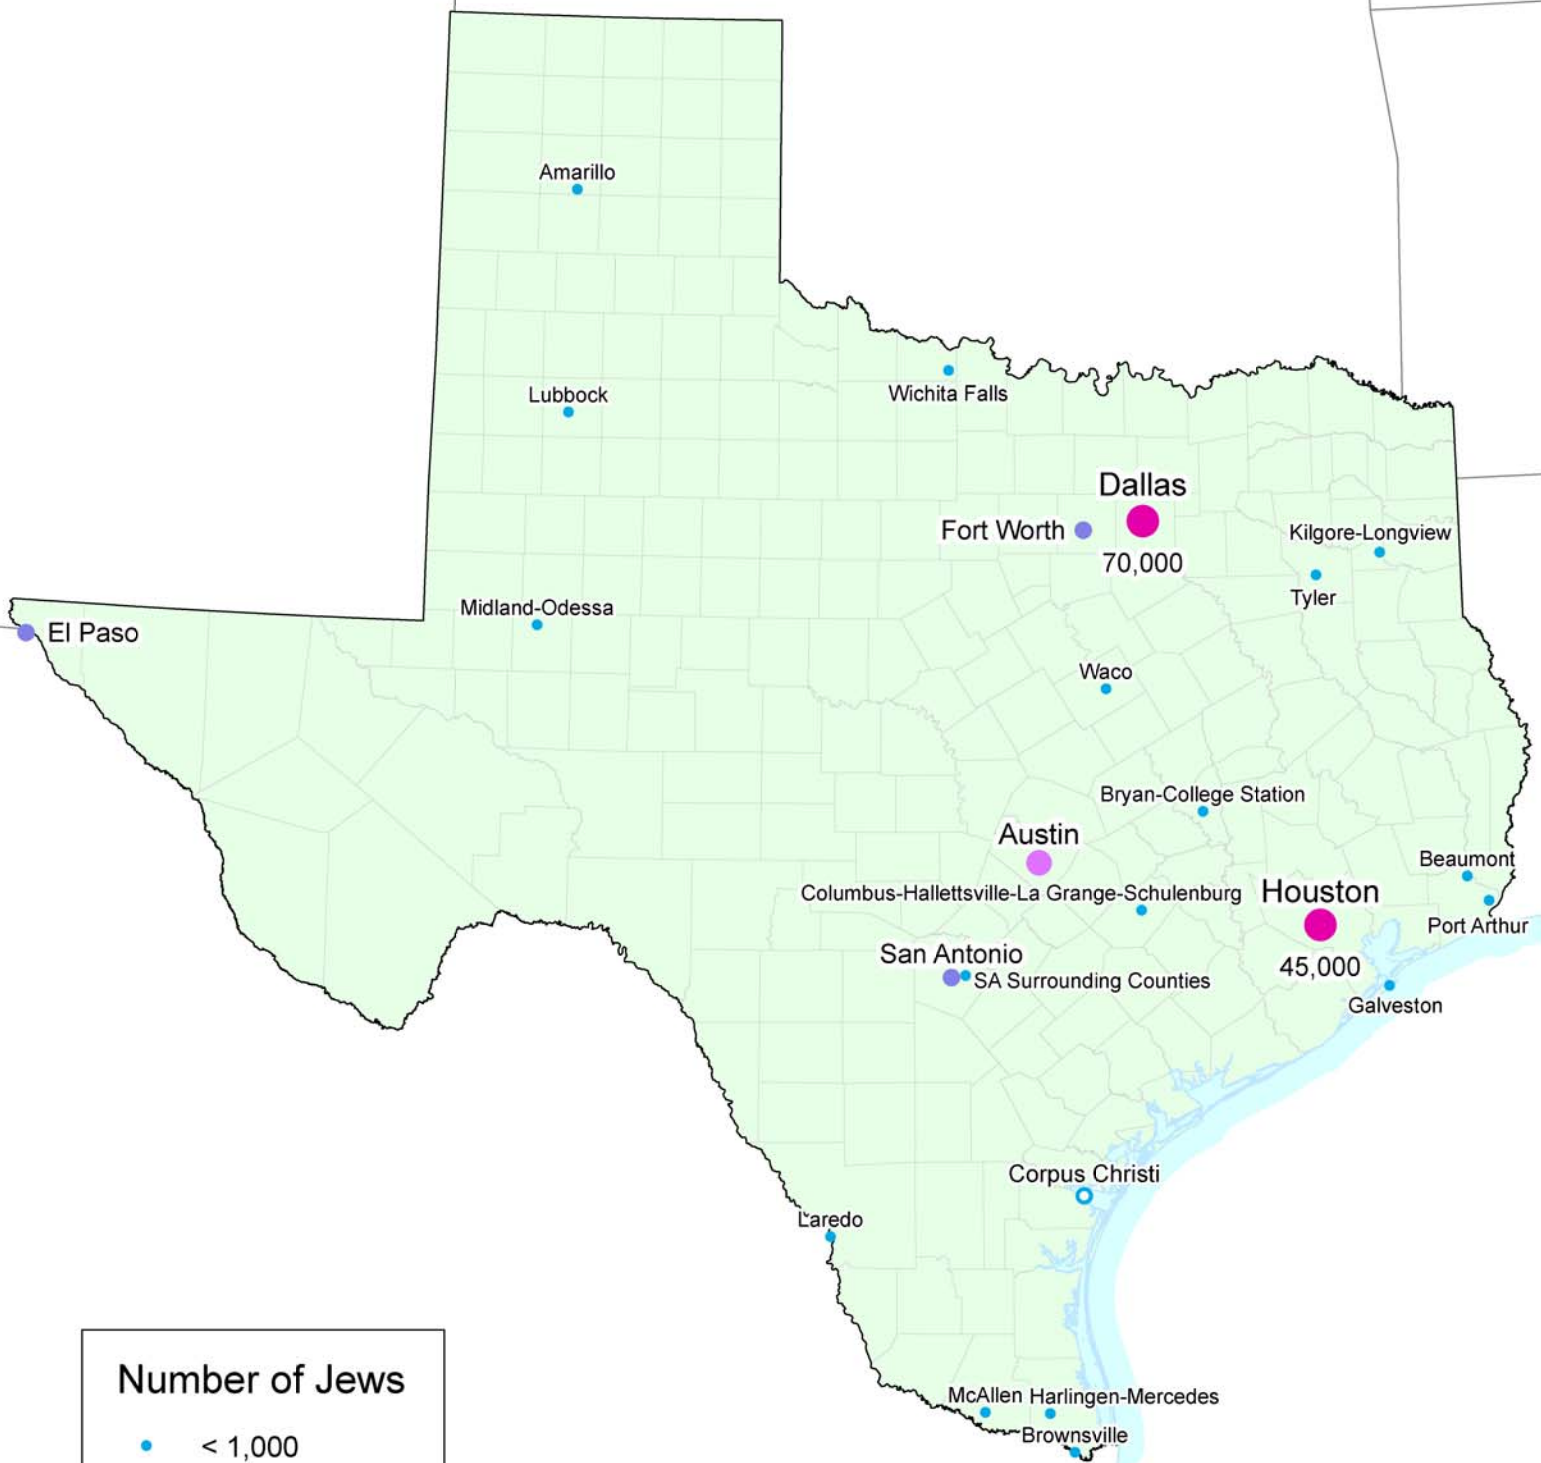 Amarillo
Lubbock
Wichita Falls
Dallas
Fort Worth
70,000
Kilgore-Longview
Tyler
Midland-Odessa
El Paso
Waco
Bryan-College Station
Austin
Beaumont
Columbus-Hallettsville-La Grange-Schulenburg
Houston
Port Arthur
San Antonio
45,000
SA Surrounding Counties
Galveston
Corpus Christi
Laredo
McAllen
Harlingen-Mercedes
Brownsville
Number of Jews
< 1,000